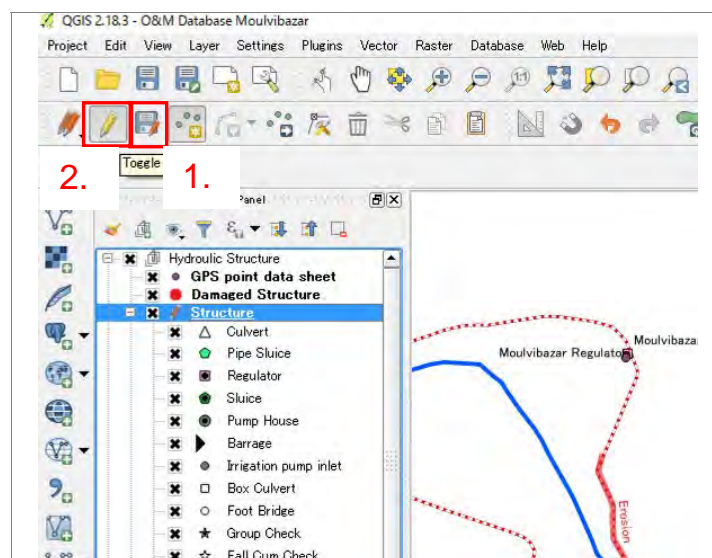 QGIS 2.18.3 - O&M Database Moulvibazar
Project Edit View Layer Settings Plugins Vector Raster Database Web Help
2.
Toggle
1.
Panel
Hydroulic Structure
GPS point data sheet
Damaged Structure
Structure
Culvert
Pipe Sluice
Regulator
Sluice
Pump House
Barrage
Irrigation pump inlet
Box Culvert
Foot Bridge
Group Check
Fall Cum Check
Moulvibaza
Moulvibazar Regulator
Erosion